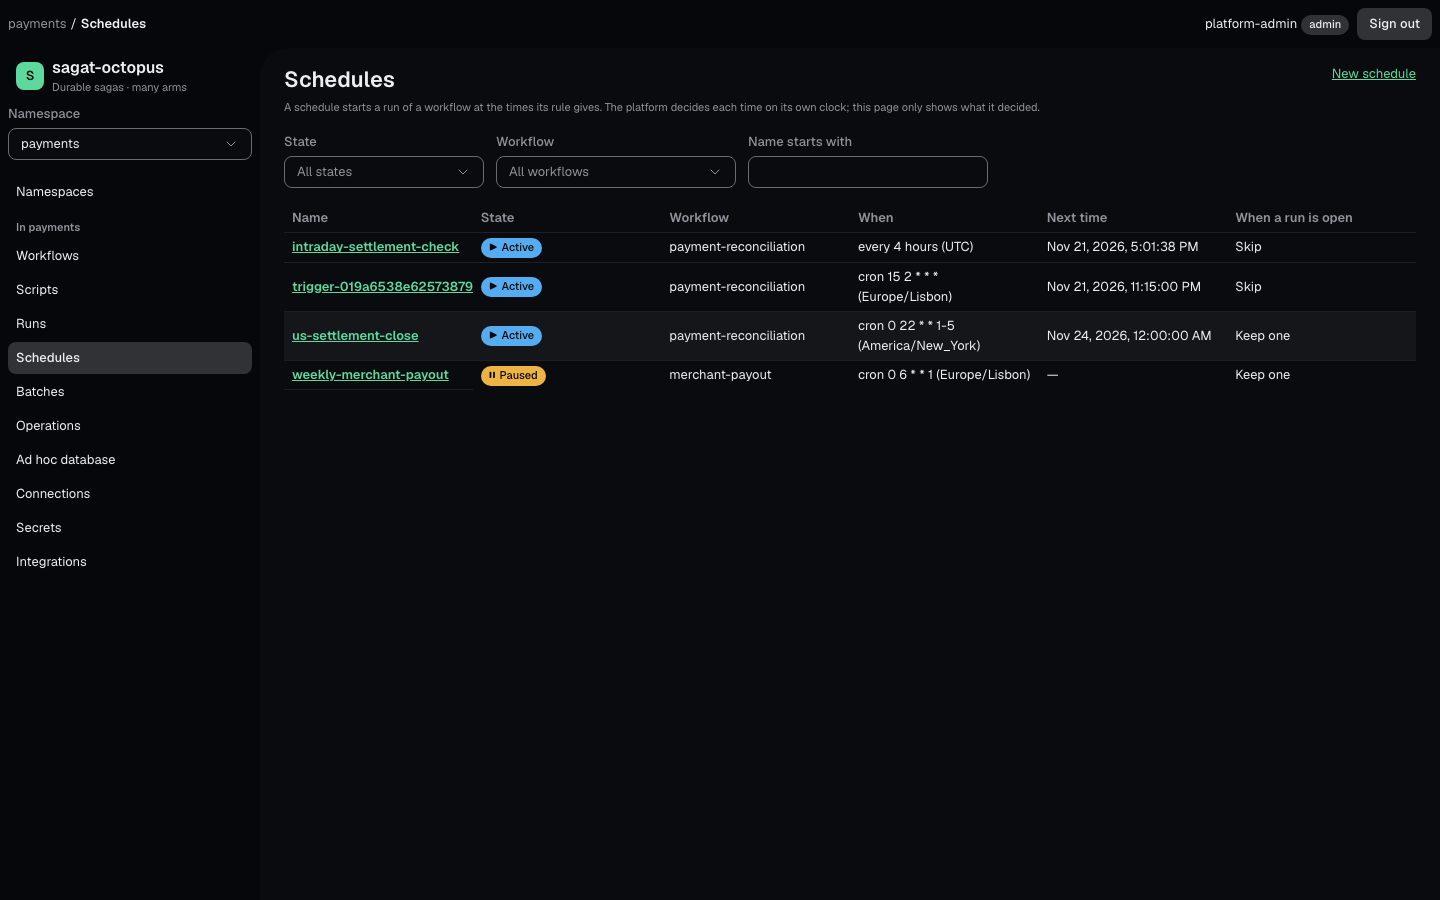 payments / Schedules
platform-admin admin Sign out
S sagat-octopus
Durable sagas · many arms
Namespace
payments
Namespaces
In payments
Workflows
Scripts
Runs
Schedules
Batches
Operations
Ad hoc database
Connections
Secrets
Integrations
Schedules
New schedule
A schedule starts a run of a workflow at the times its rule gives. The platform decides each time on its own clock; this page only shows what it decided.
State Workflow Name starts with
All states All workflows
Name State Workflow When Next time When a run is open
intraday-settlement-check Active payment-reconciliation every 4 hours (UTC) Nov 21, 2026, 5:01:38 PM Skip
trigger-019a6538e62573879 Active payment-reconciliation cron 15 2 * * * Nov 21, 2026, 11:15:00 PM Skip
(Europe/Lisbon)
us-settlement-close Active payment-reconciliation cron 0 22 * * 1-5 Nov 24, 2026, 12:00:00 AM Keep one
(America/New_York)
weekly-merchant-payout Paused merchant-payout cron 0 6 * * 1 (Europe/Lisbon) — Keep one